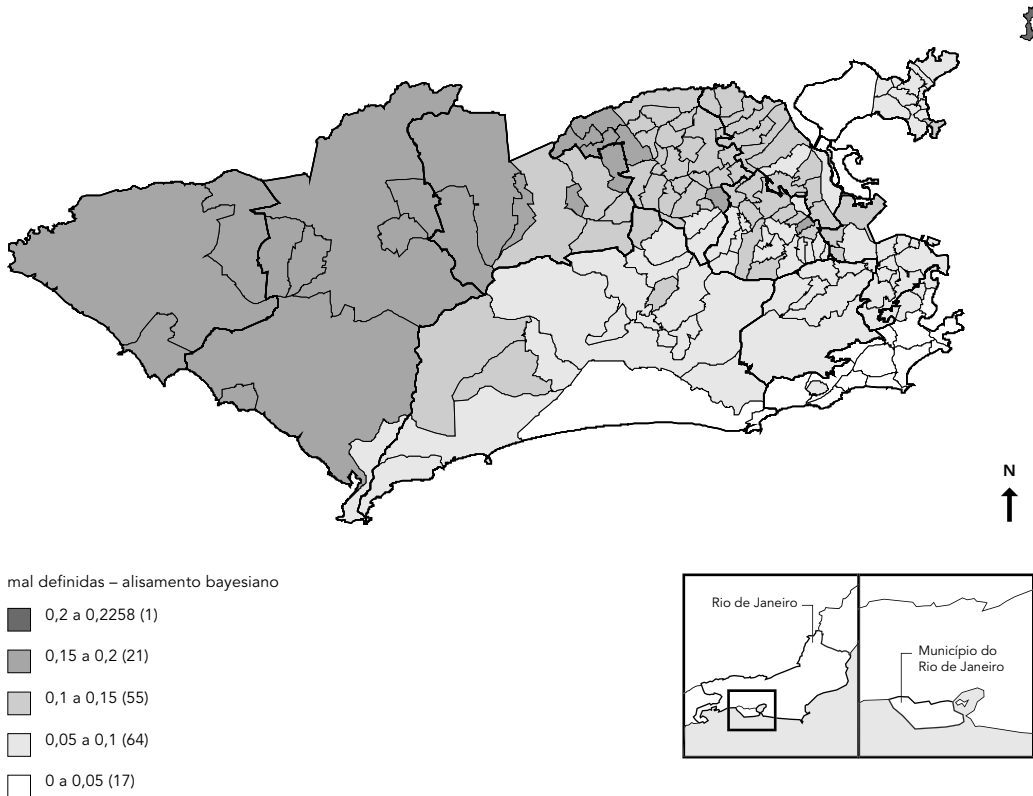 N
mal definidas – alisamento bayesiano
0,2 a 0,2258 (1)
0,15 a 0,2 (21)
0,1 a 0,15 (55)
0,05 a 0,1 (64)
0 a 0,05 (17)
Rio de Janeiro
Município do
Rio de Janeiro